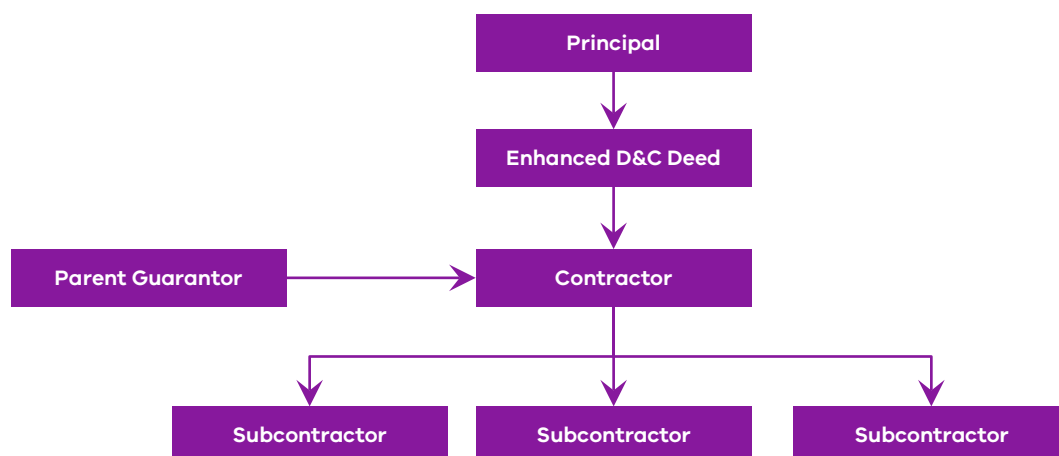 Principal
Enhanced D&C Deed
Parent Guarantor
Contractor
Subcontractor
Subcontractor
Subcontractor